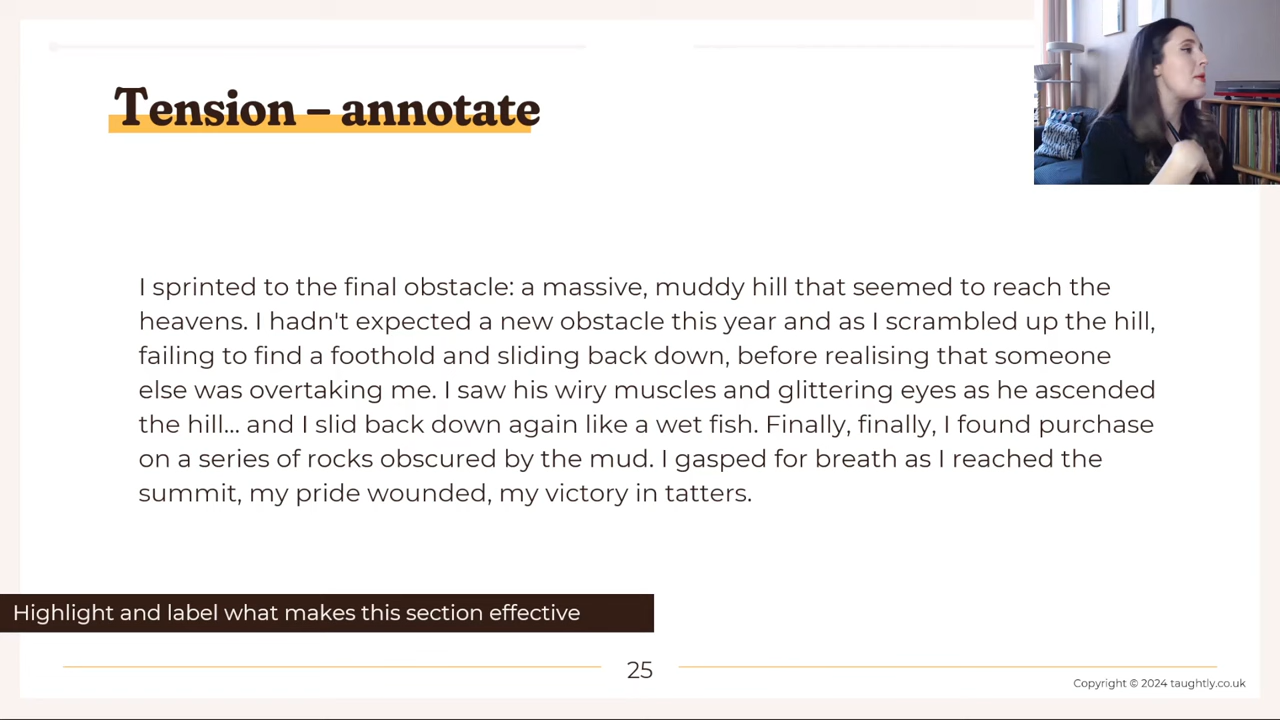 Tension – annotate
I sprinted to the final obstacle: a massive, muddy hill that seemed to reach the
heavens. I hadn't expected a new obstacle this year and as I scrambled up the hill,
failing to find a foothold and sliding back down, before realising that someone
else was overtaking me. I saw his wiry muscles and glittering eyes as he ascended
the hill... and I slid back down again like a wet fish. Finally, finally, I found purchase
on a series of rocks obscured by the mud. I gasped for breath as I reached the
summit, my pride wounded, my victory in tatters.
Highlight and label what makes this section effective
25
Copyright © 2024 taughtly.co.uk